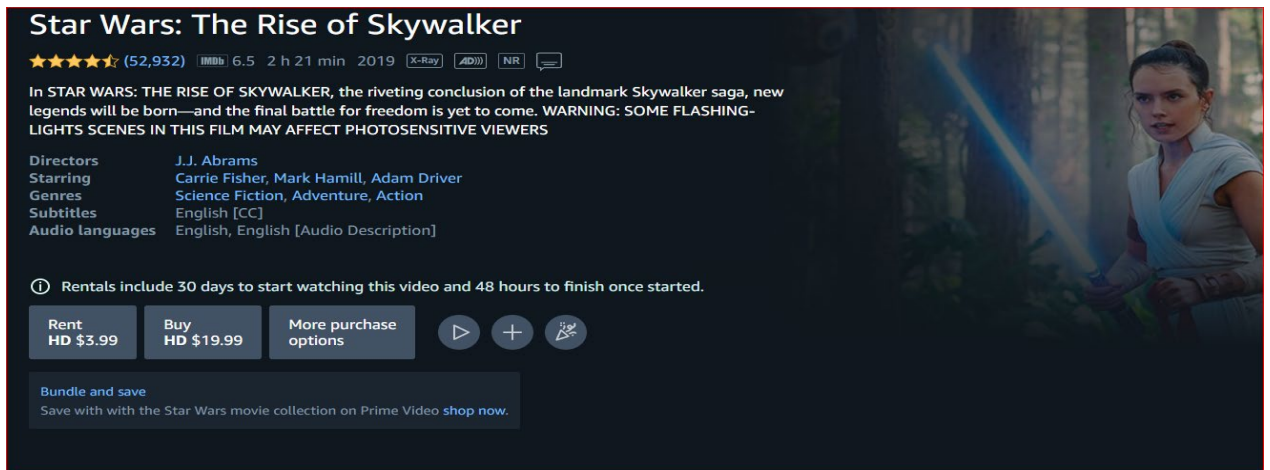 Star Wars: The Rise of Skywalker
(52,932) IMDb 6.5 2 h 21 min 2019 X-Ray AD))) NR
In STAR WARS: THE RISE OF SKYWALKER, the riveting conclusion of the landmark Skywalker saga, new
legends will be born—and the final battle for freedom is yet to come. WARNING: SOME FLASHING-
LIGHTS SCENES IN THIS FILM MAY AFFECT PHOTOSENSITIVE VIEWERS
Directors J.J. Abrams
Starring Carrie Fisher, Mark Hamill, Adam Driver
Genres Science Fiction, Adventure, Action
Subtitles English [CC]
Audio languages English, English [Audio Description]
Rentals include 30 days to start watching this video and 48 hours to finish once started.
Rent Buy More purchase
HD $3.99 HD $19.99 options
Bundle and save
Save with with the Star Wars movie collection on Prime Video shop now.